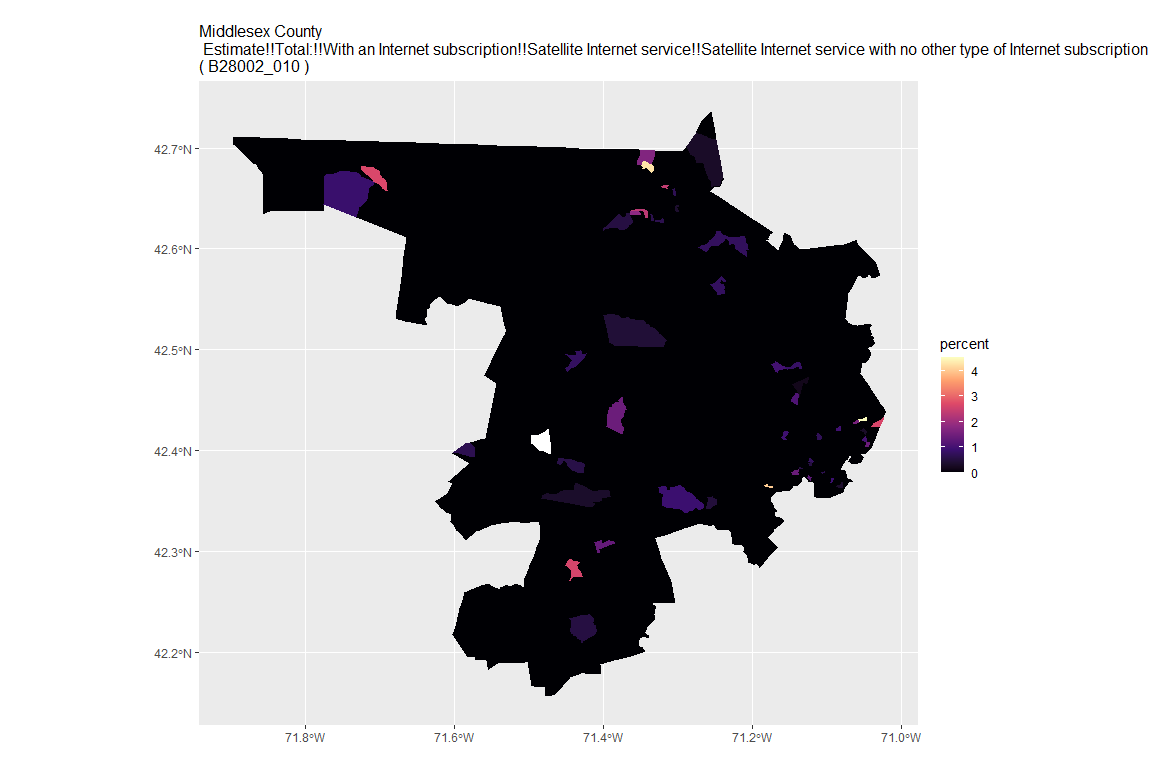 Middlesex County
Estimate!!Total:!!With an Internet subscription!!Satellite Internet service!!Satellite Internet service with no other type of Internet subscription
( B28002_010 )
42.7°N
42.6°N
42.5°N
42.4°N
42.3°N
42.2°N
71.8°W 71.6°W 71.4°W 71.2°W 71.0°W
percent
4
3
2
1
0